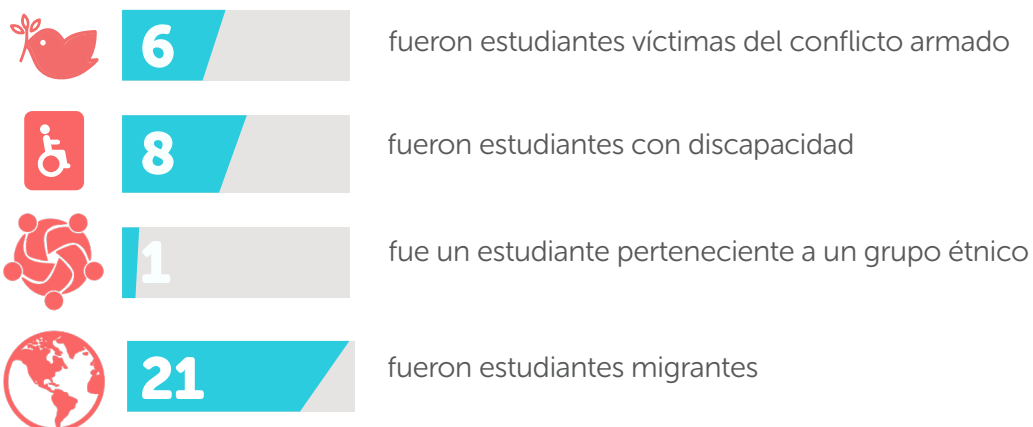 6 fueron estudiantes víctimas del conflicto armado
8 fueron estudiantes con discapacidad
1 fue un estudiante perteneciente a un grupo étnico
21 fueron estudiantes migrantes